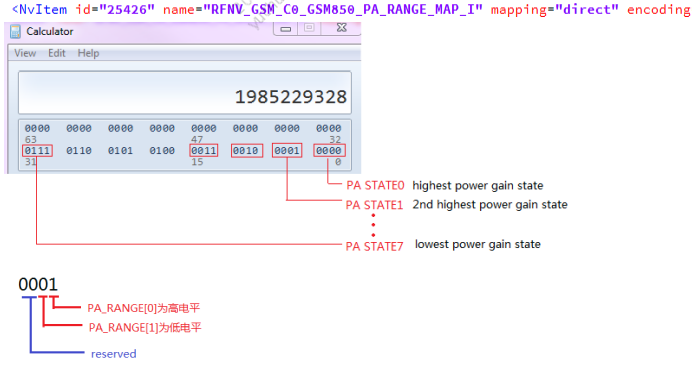 <NvItem id="25426" name="RFNV_GSM_C0_GSM850_PA_RANGE_MAP_I" mapping="direct" encoding
Calculator
View Edit Help
1985229328
0000 0000 0000 0000 0000 0000 0000 0000
63 47 32
0111 0110 0101 0100 0011 0010 0001 0000
31 15 0
PA STATE0 highest power gain state
PA STATE1 2nd highest power gain state
PA STATE7 lowest power gain state
0001
PA_RANGE[0]为高电平
PA_RANGE[1]为低电平
reserved